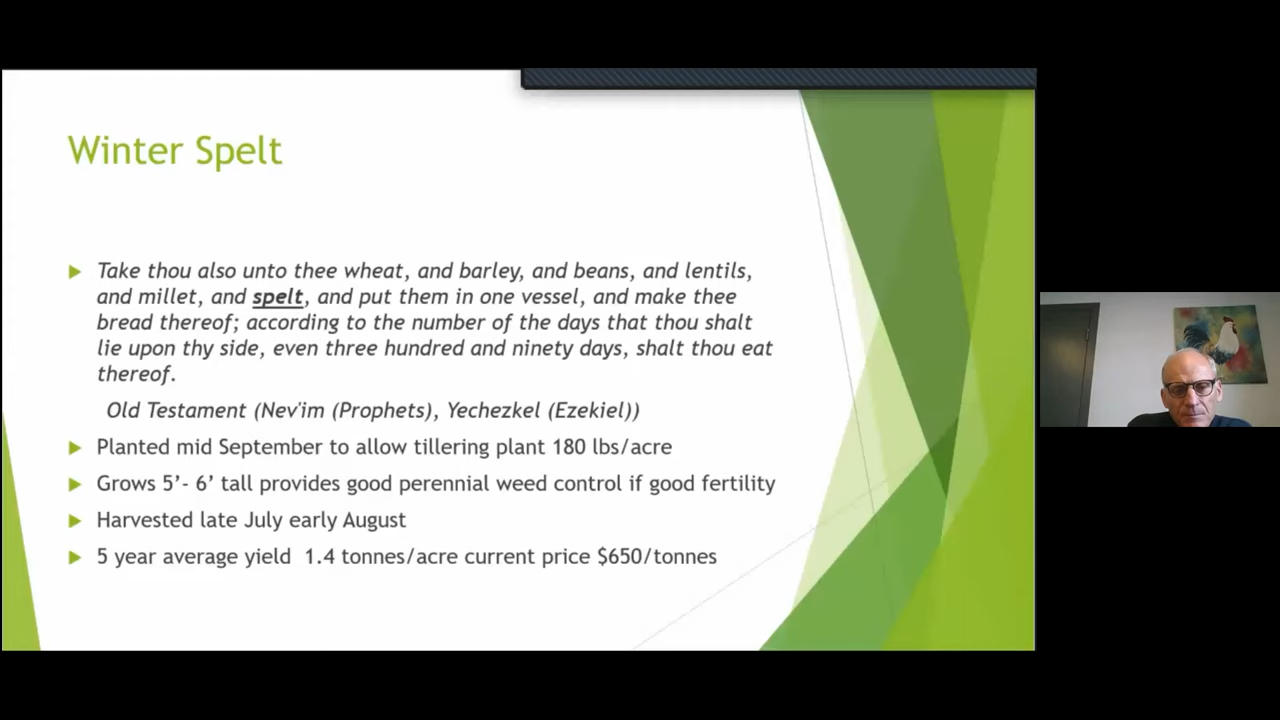 Winter Spelt
Take thou also unto thee wheat, and barley, and beans, and lentils,
and millet, and spelt, and put them in one vessel, and make thee
bread thereof; according to the number of the days that thou shalt
lie upon thy side, even three hundred and ninety days, shalt thou eat
thereof.
Old Testament (Nev'im (Prophets), Yechezkel (Ezekiel))
Planted mid September to allow tillering plant 180 lbs/acre
Grows 5’- 6’ tall provides good perennial weed control if good fertility
Harvested late July early August
5 year average yield 1.4 tonnes/acre current price $650/tonnes